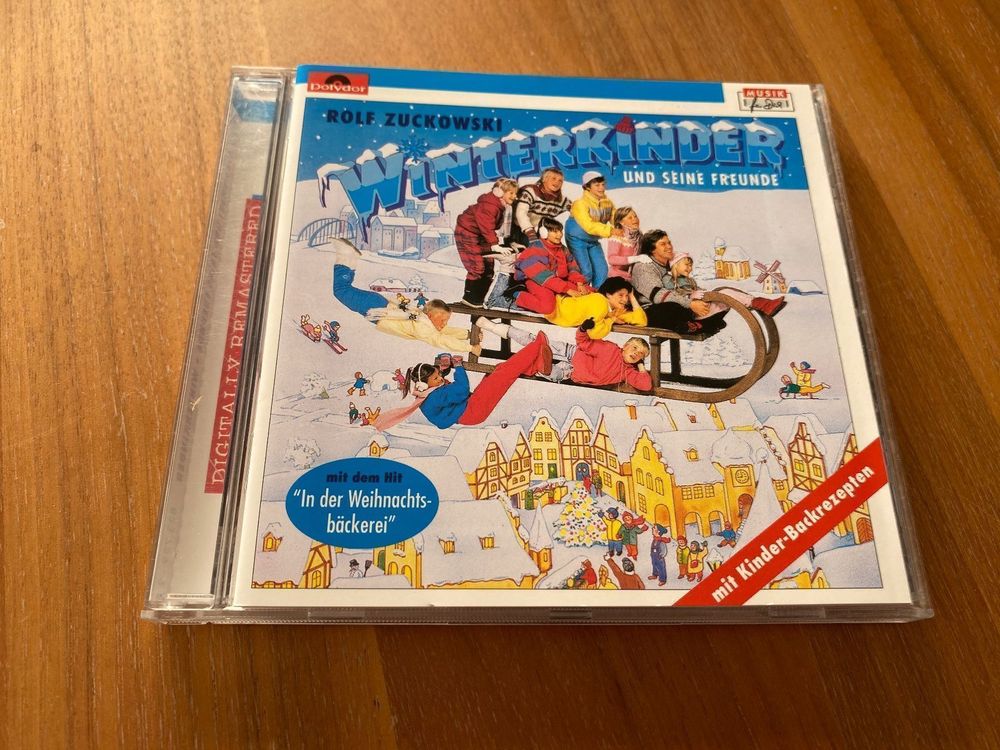 Polydor
MUSIK
ROLF ZUCKOWSKI
WINTERKINDER
UND SEINE FREUNDE
DIGITALLY REMASTERED
mit dem Hit
"In der Weihnachts-
bäckerei"
mit Kinder-Backrezepten